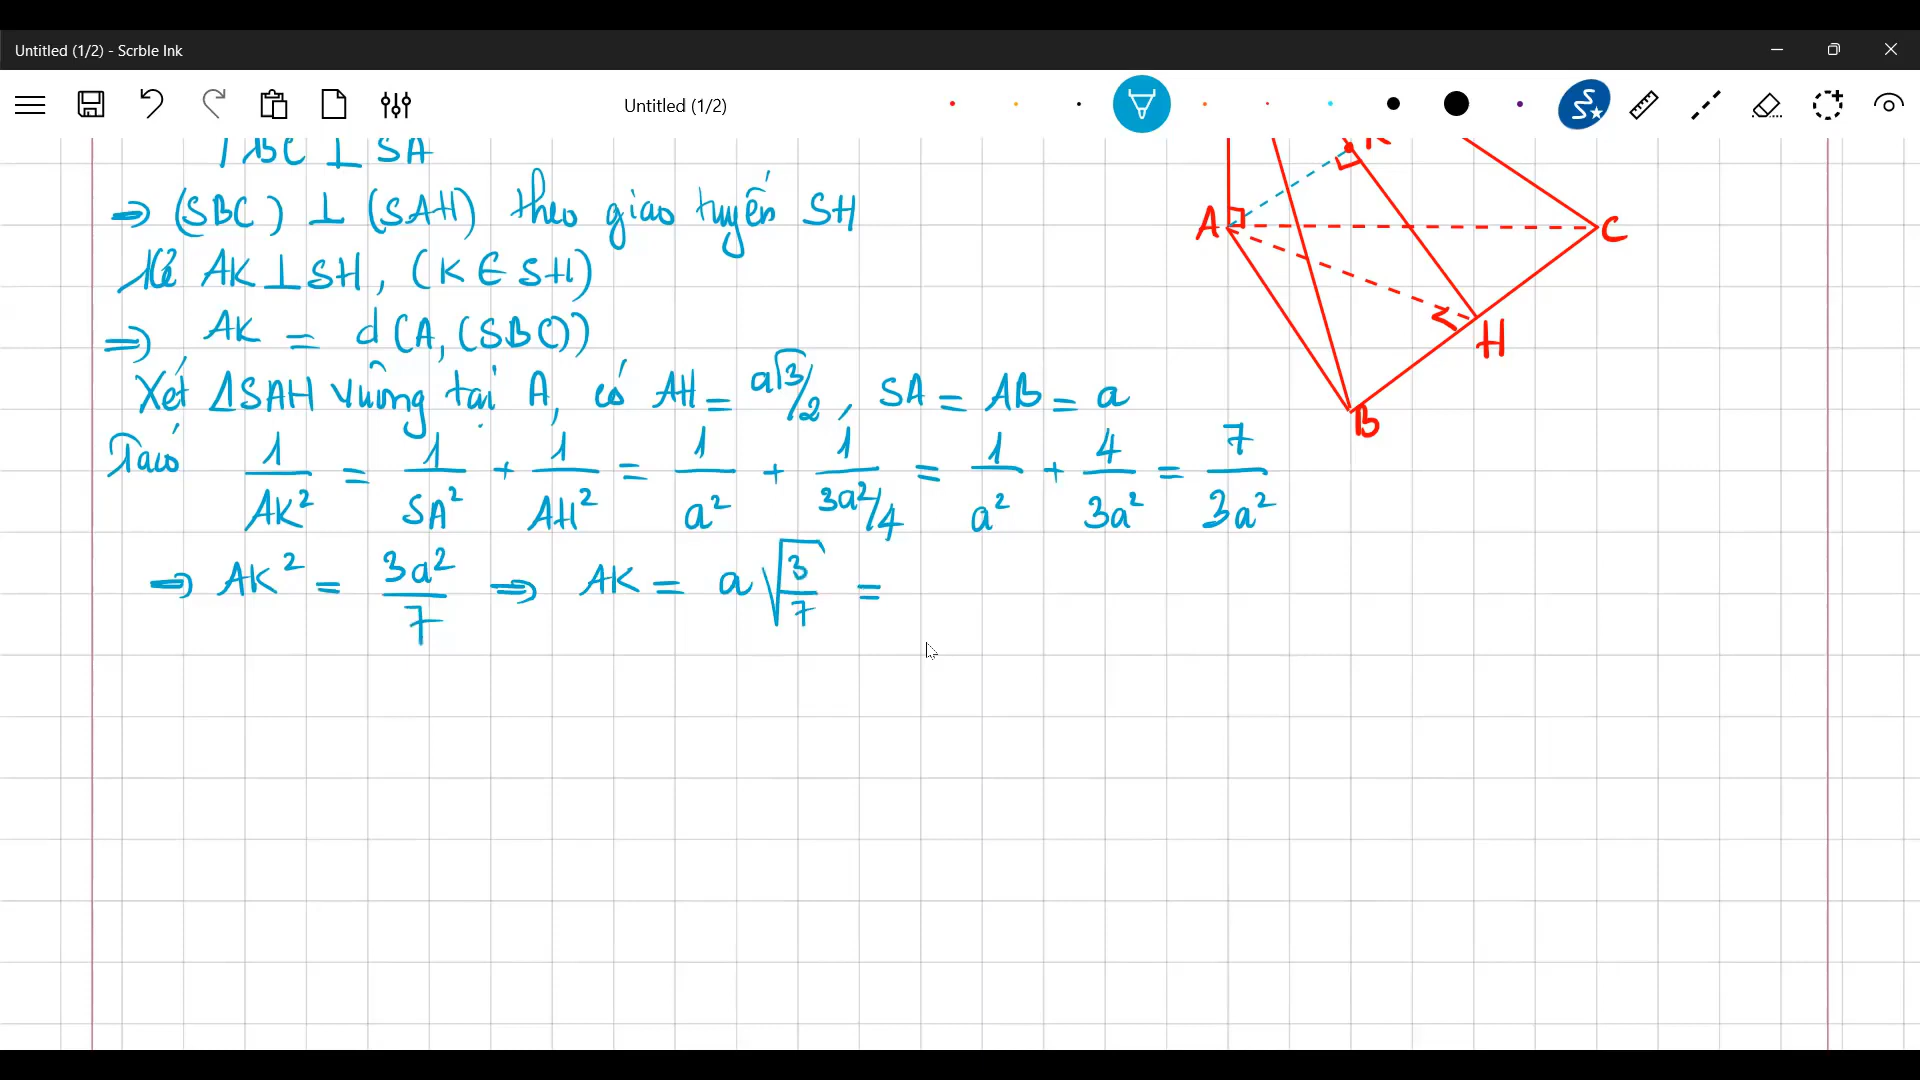 Untitled (1/2) - Scrble Ink
Untitled (1/2)
BC ⊥ SA
⇒ (SBC) ⊥ (SAH) theo giao tuyến SH
Kẻ AK ⊥ SH, (K ∈ SH)
⇒ AK = d(A, (SBC))
Xét ΔSAH vuông tại A, có AH = a√3/2, SA = AB = a
Ta có 1/AK² = 1/SA² + 1/AH² = 1/a² + 1/(3a²/4) = 1/a² + 4/3a² = 7/3a²
⇒ AK² = 3a²/7 ⇒ AK = a√(3/7) =
K
A
C
H
B